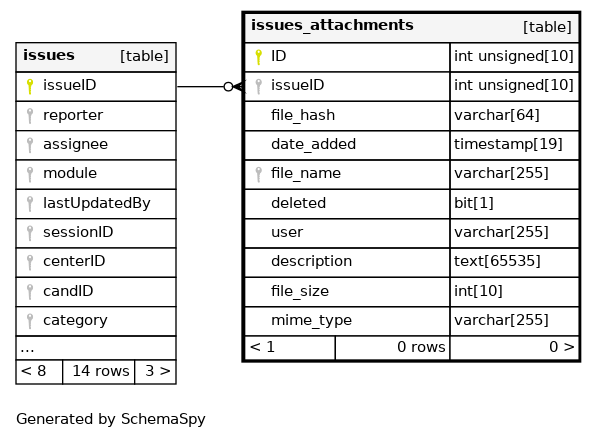 issues [table]
issueID
reporter
assignee
module
lastUpdatedBy
sessionID
centerID
candID
category
...
< 8 14 rows 3 >
issues_attachments [table]
ID int unsigned[10]
issueID int unsigned[10]
file_hash varchar[64]
date_added timestamp[19]
file_name varchar[255]
deleted bit[1]
user varchar[255]
description text[65535]
file_size int[10]
mime_type varchar[255]
< 1 0 rows 0 >
Generated by SchemaSpy